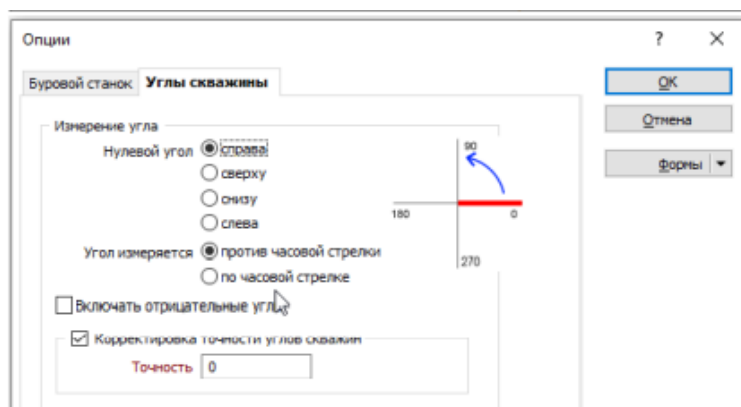 Опции
?
Буровой станок
Углы скважины
OK
Отмена
Формы
Измерение угла
Нулевой угол
справа
сверху
снизу
слева
90
180
0
270
Угол измеряется
против часовой стрелки
по часовой стрелке
Включать отрицательные углы
Корректировка точности углов скважин
Точность
0